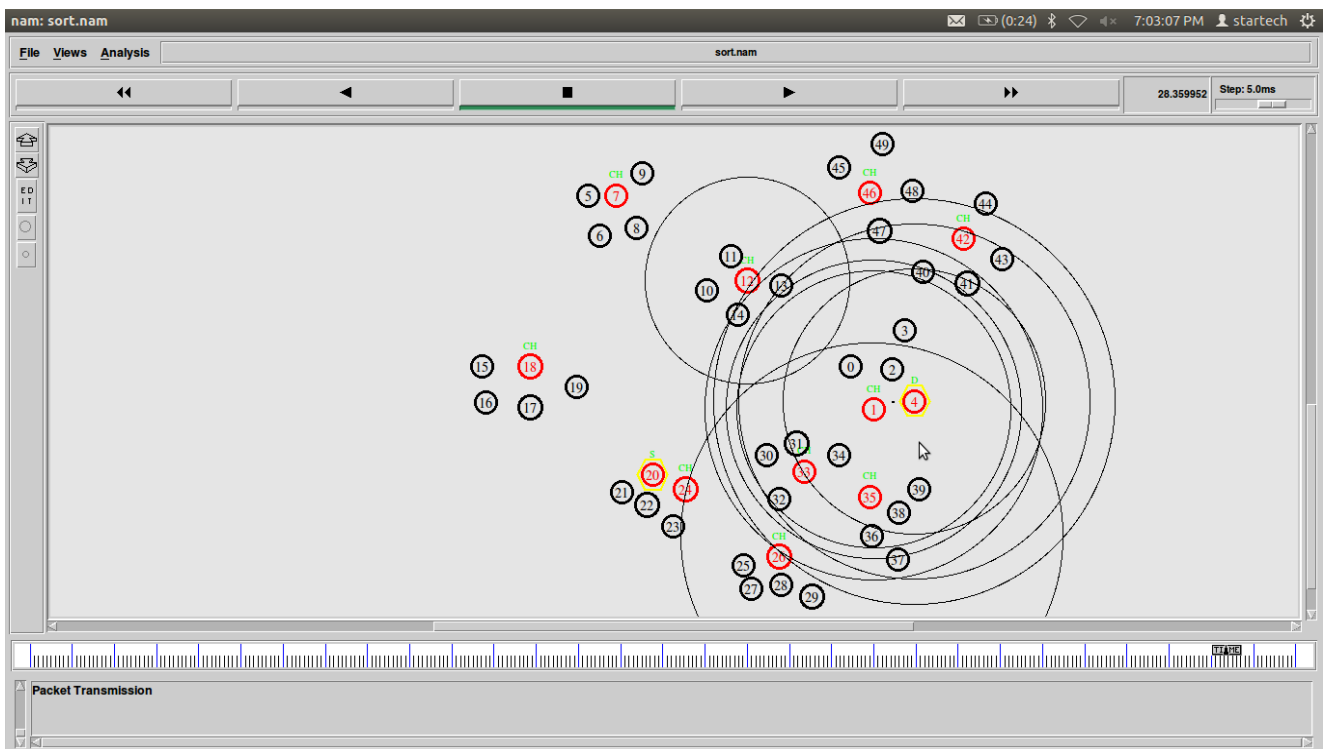 nam: sort.nam
(0:24)
7:03:07 PM
startech
File Views Analysis
sort.nam
28.359952
Step: 5.0ms
E D
I T
49
45
CH
9
CH
5
7
46
48
44
CH
8
6
47
42
11
CH
43
12
13
40
41
10
14
3
CH
15
18
0
2
D
19
CH
4
16
17
1
31
S
30
CH
34
20
CH
33
CH
21
24
32
35
39
22
38
23
36
CH
26
37
25
27
28
29
TIME
Packet Transmission